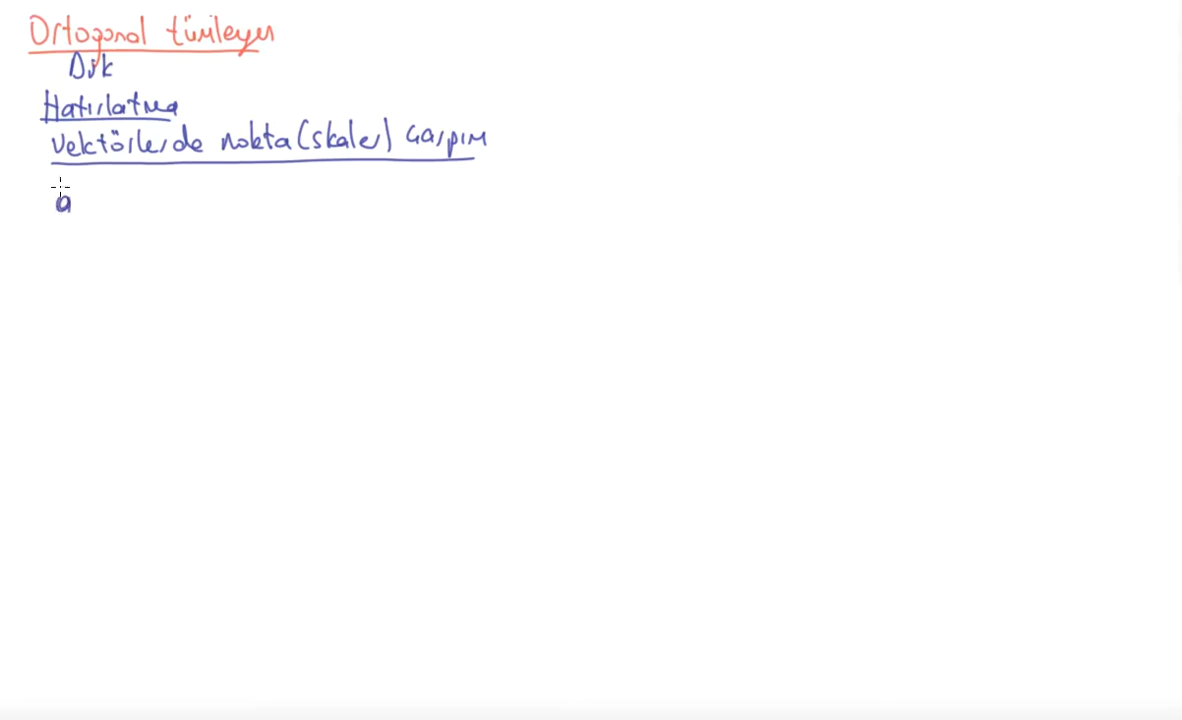 Ortogonal tümleyen
Dik
Hatırlatma
Vektörlerde nokta (skaler) çarpım
a